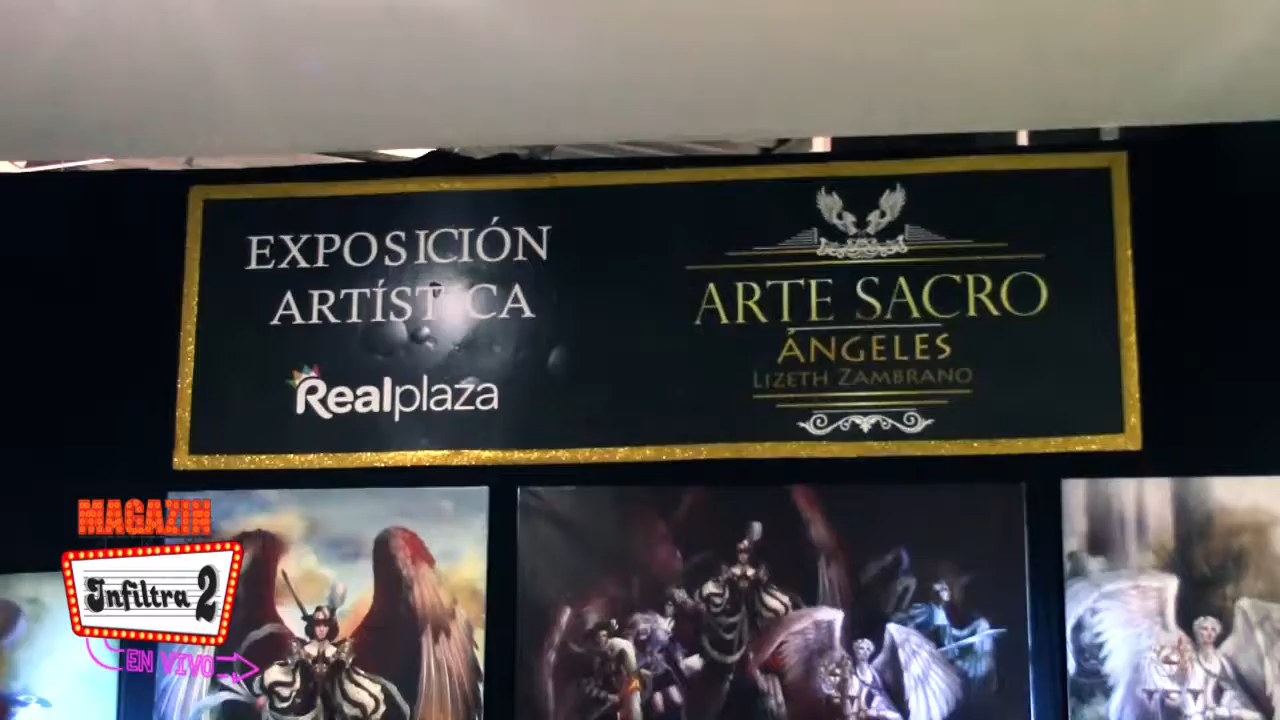 EXPOSICIÓN
ARTÍSTICA
Realplaza
ARTE SACRO
ÁNGELES
LIZETH ZAMBRANO
MAGAZIN
Infiltra 2
EN VIVO